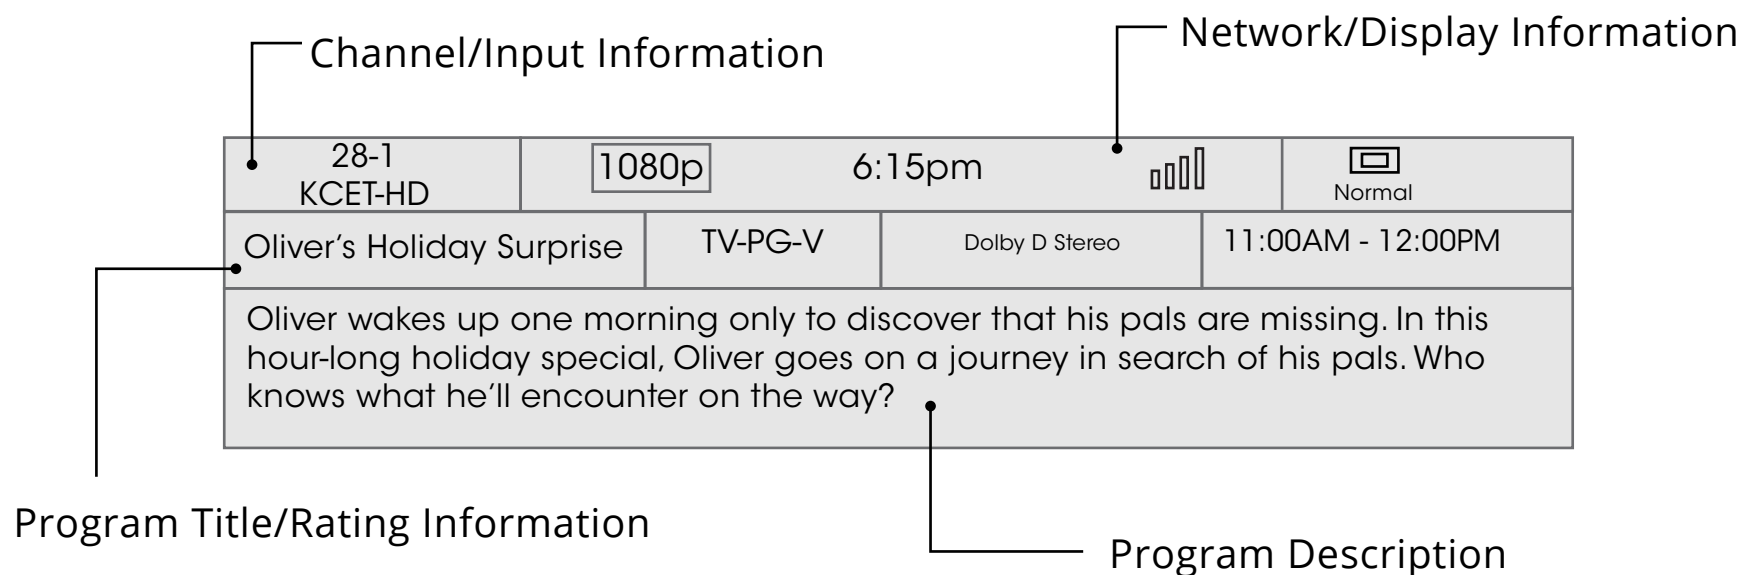 Channel/Input Information
Network/Display Information
28-1
KCET-HD
1080p
6:15pm
Normal
Oliver’s Holiday Surprise
TV-PG-V
Dolby D Stereo
11:00AM - 12:00PM
Oliver wakes up one morning only to discover that his pals are missing. In this
hour-long holiday special, Oliver goes on a journey in search of his pals. Who
knows what he’ll encounter on the way?
Program Title/Rating Information
Program Description